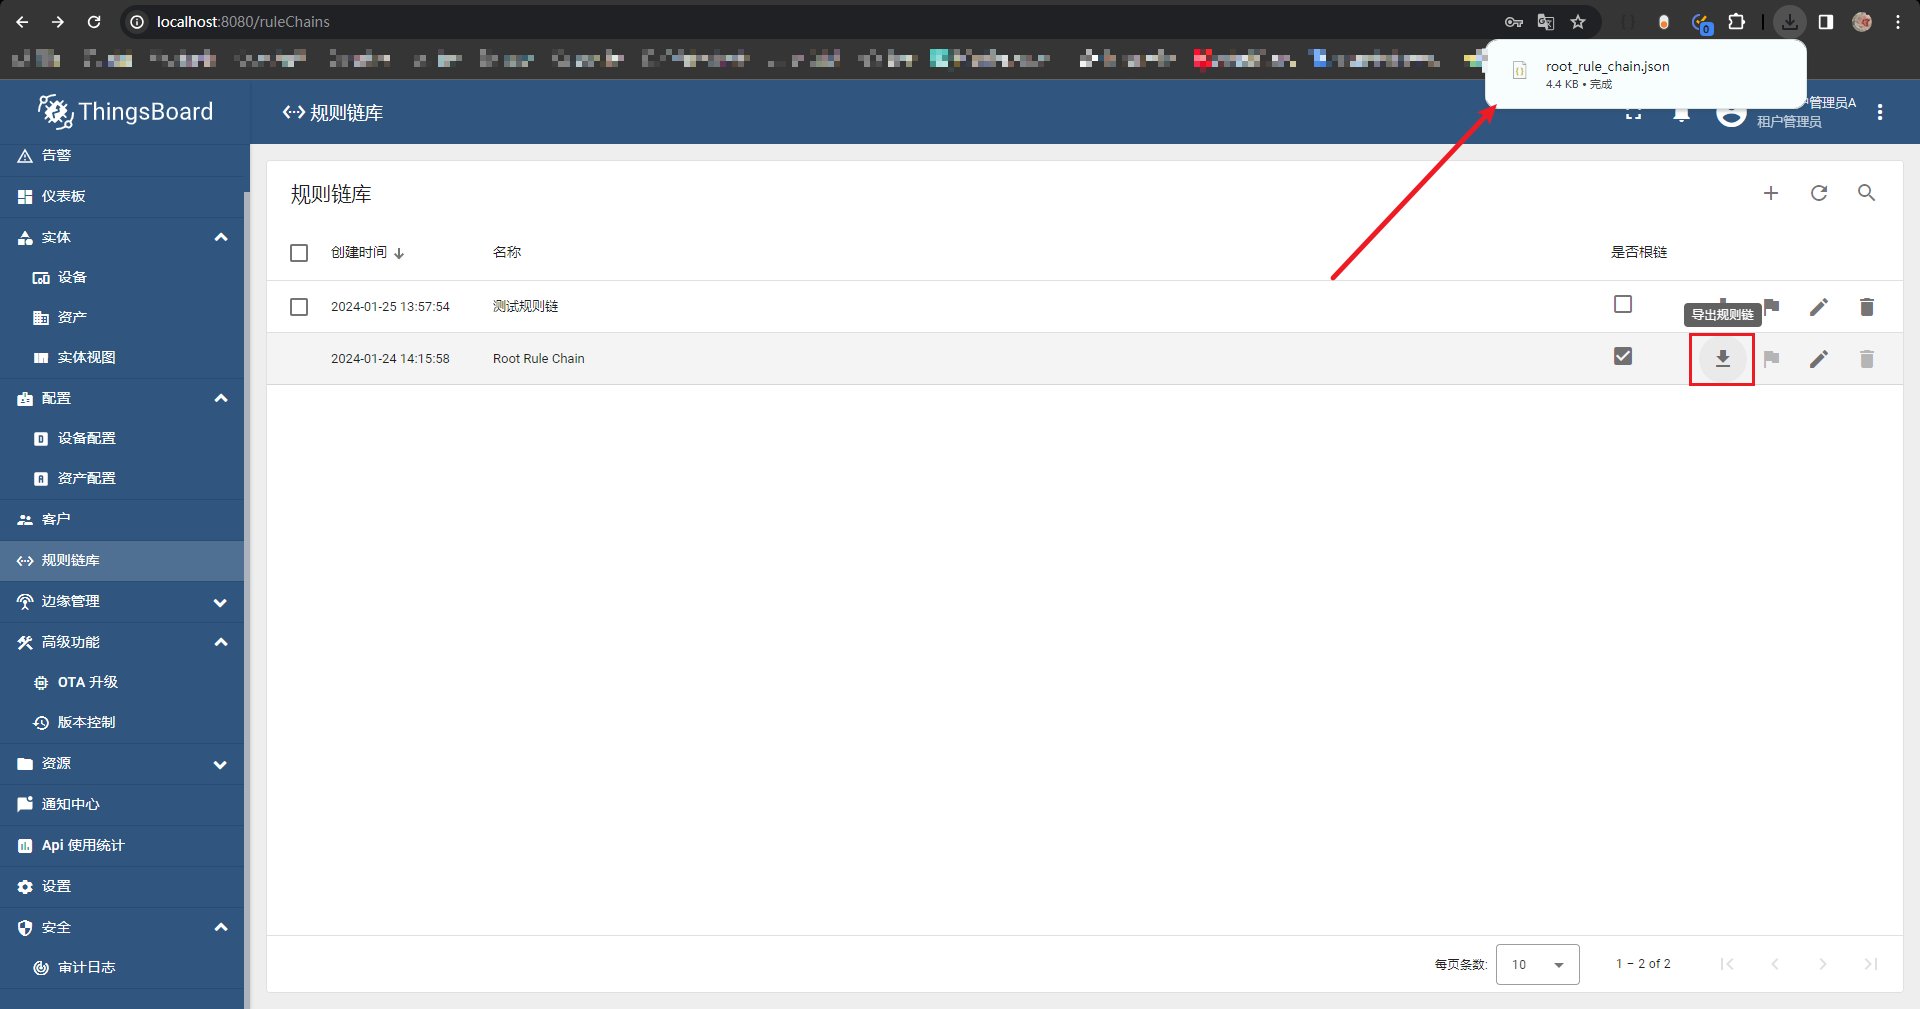 localhost:8080/ruleChains
root_rule_chain.json
4.4 KB • 完成
ThingsBoard
规则链库
管理员A
租户管理员
告警
仪表板
实体
设备
资产
实体视图
配置
设备配置
资产配置
客户
规则链库
边缘管理
高级功能
OTA 升级
版本控制
资源
通知中心
Api 使用统计
设置
安全
审计日志
规则链库
创建时间
名称
是否根链
2024-01-25 13:57:54
测试规则链
导出规则链
2024-01-24 14:15:58
Root Rule Chain
每页条数:
10
1 – 2 of 2